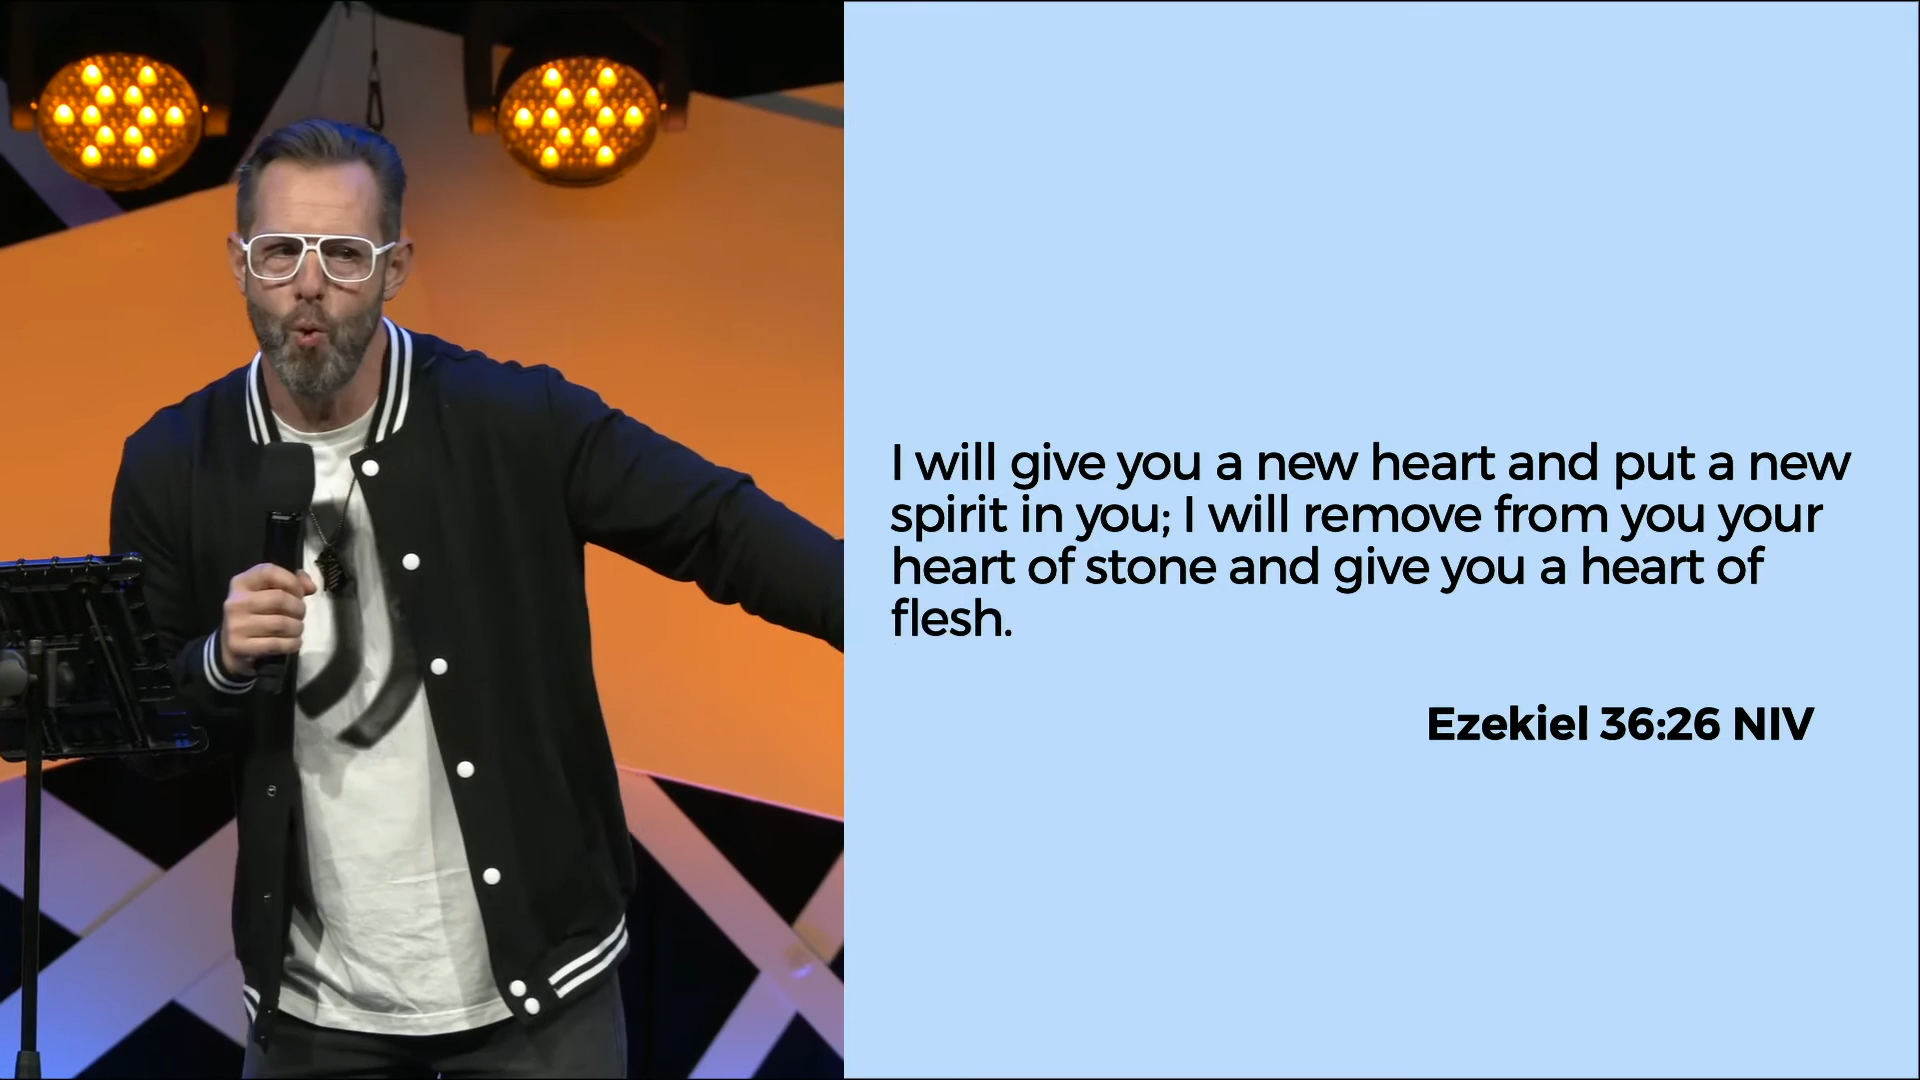 I will give you a new heart and put a new
spirit in you; I will remove from you your
heart of stone and give you a heart of
flesh.
Ezekiel 36:26 NIV